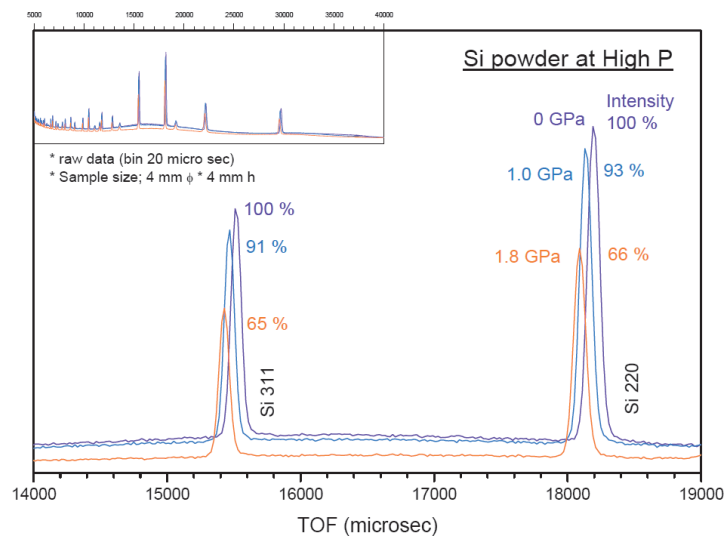 5000 10000 15000 20000 25000 30000 35000 40000
Si powder at High P
Intensity
0 GPa 100 %
* raw data (bin 20 micro sec)
* Sample size; 4 mm ϕ * 4 mm h
1.0 GPa 93 %
100 %
91 %
1.8 GPa 66 %
65 %
Si 311
Si 220
14000 15000 16000 17000 18000 19000
TOF (microsec)